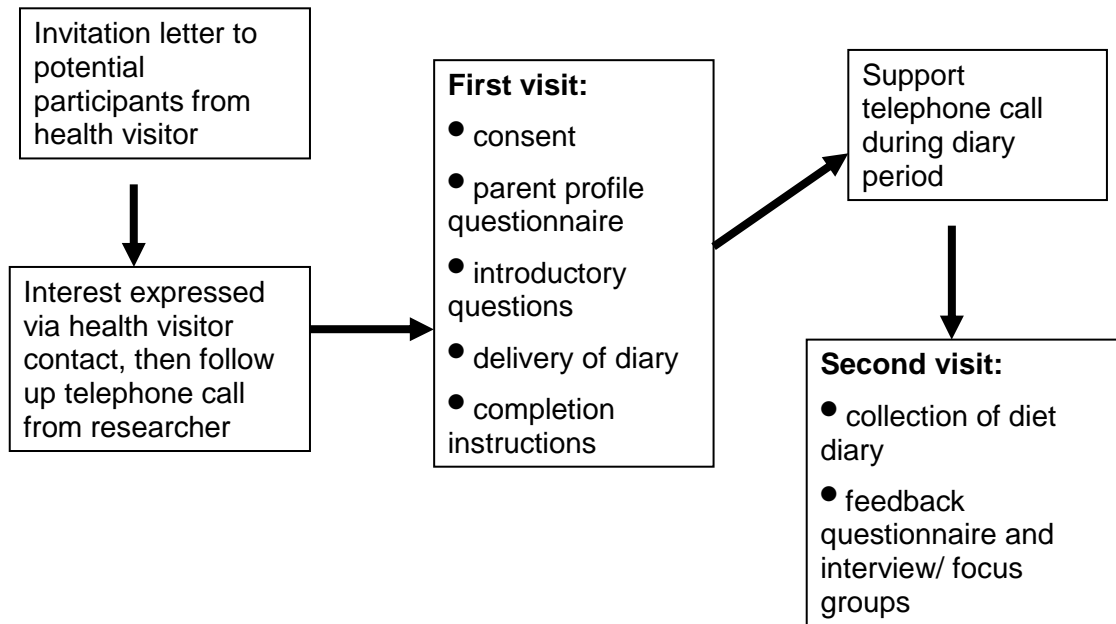 Invitation letter to
potential
participants from
health visitor
Interest expressed
via health visitor
contact, then follow
up telephone call
from researcher
First visit:
● consent
● parent profile
questionnaire
● introductory
questions
● delivery of diary
● completion
instructions
Support
telephone call
during diary
period
Second visit:
● collection of diet
diary
● feedback
questionnaire and
interview/ focus
groups